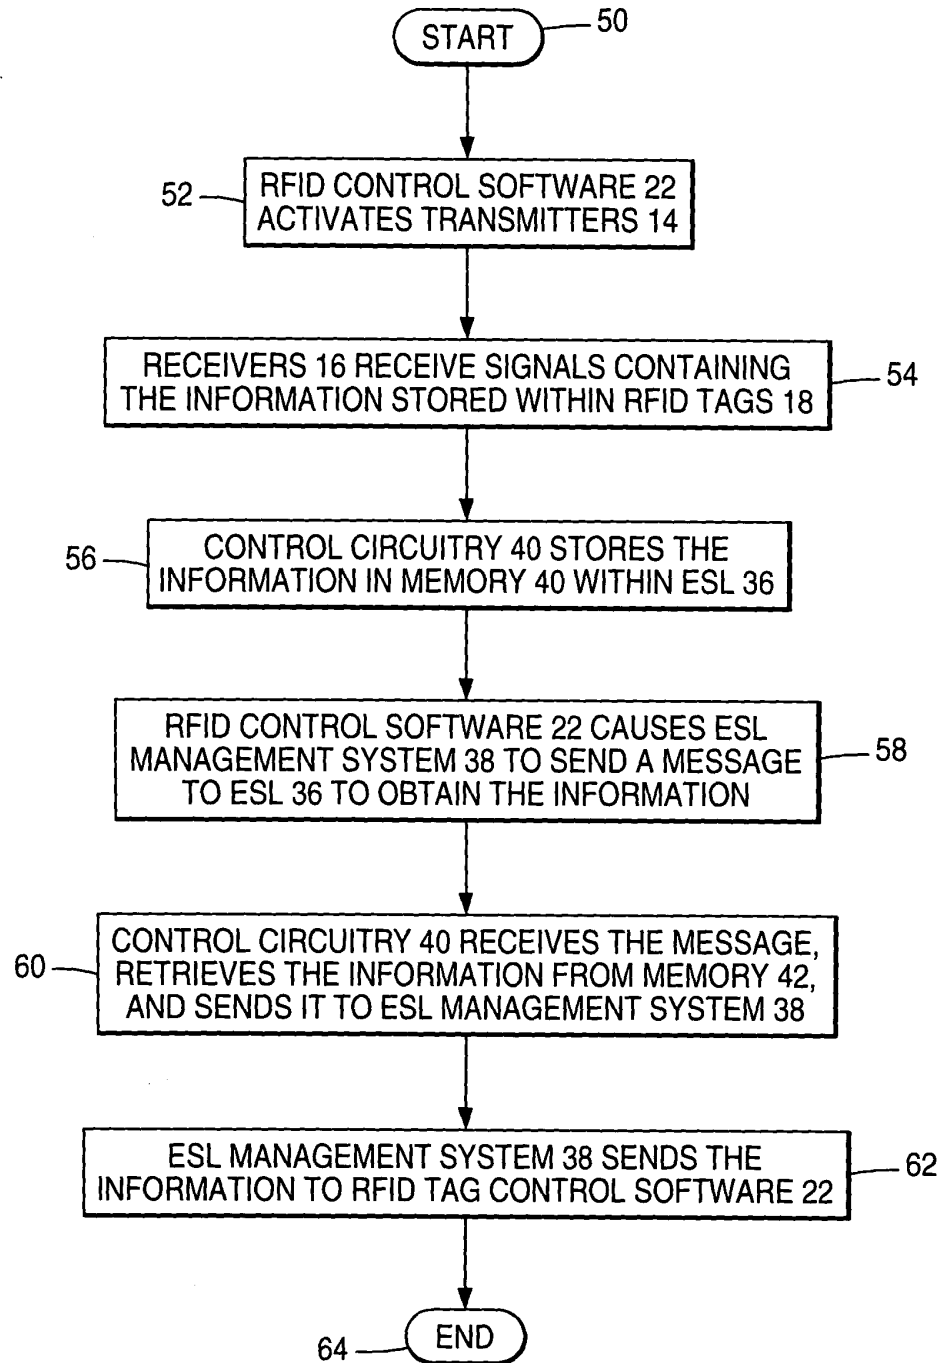 START
50
52
RFID CONTROL SOFTWARE 22
ACTIVATES TRANSMITTERS 14
RECEIVERS 16 RECEIVE SIGNALS CONTAINING
THE INFORMATION STORED WITHIN RFID TAGS 18
54
56
CONTROL CIRCUITRY 40 STORES THE
INFORMATION IN MEMORY 40 WITHIN ESL 36
RFID CONTROL SOFTWARE 22 CAUSES ESL
MANAGEMENT SYSTEM 38 TO SEND A MESSAGE
TO ESL 36 TO OBTAIN THE INFORMATION
58
60
CONTROL CIRCUITRY 40 RECEIVES THE MESSAGE,
RETRIEVES THE INFORMATION FROM MEMORY 42,
AND SENDS IT TO ESL MANAGEMENT SYSTEM 38
ESL MANAGEMENT SYSTEM 38 SENDS THE
INFORMATION TO RFID TAG CONTROL SOFTWARE 22
62
64
END